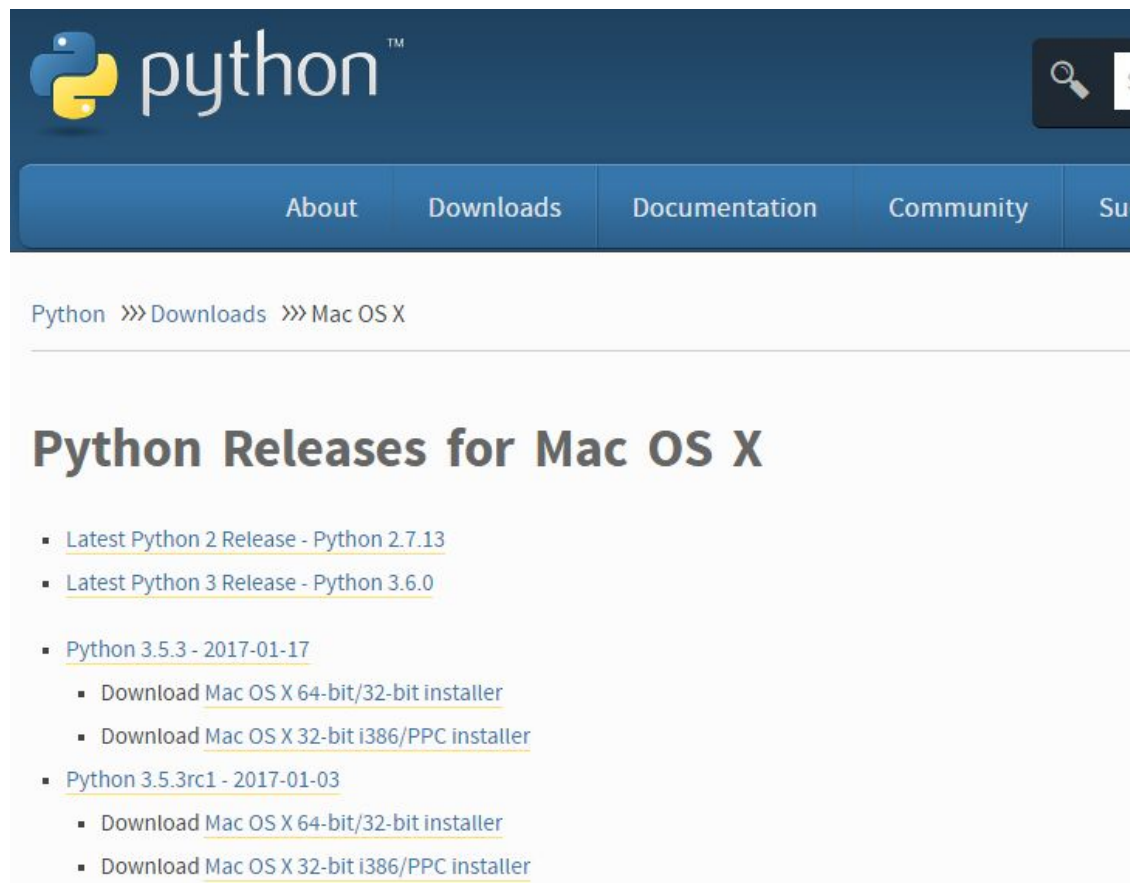 python™
About Downloads Documentation Community Su
Python >>> Downloads >>> Mac OS X
Python Releases for Mac OS X
Latest Python 2 Release - Python 2.7.13
Latest Python 3 Release - Python 3.6.0
Python 3.5.3 - 2017-01-17
Download Mac OS X 64-bit/32-bit installer
Download Mac OS X 32-bit i386/PPC installer
Python 3.5.3rc1 - 2017-01-03
Download Mac OS X 64-bit/32-bit installer
Download Mac OS X 32-bit i386/PPC installer